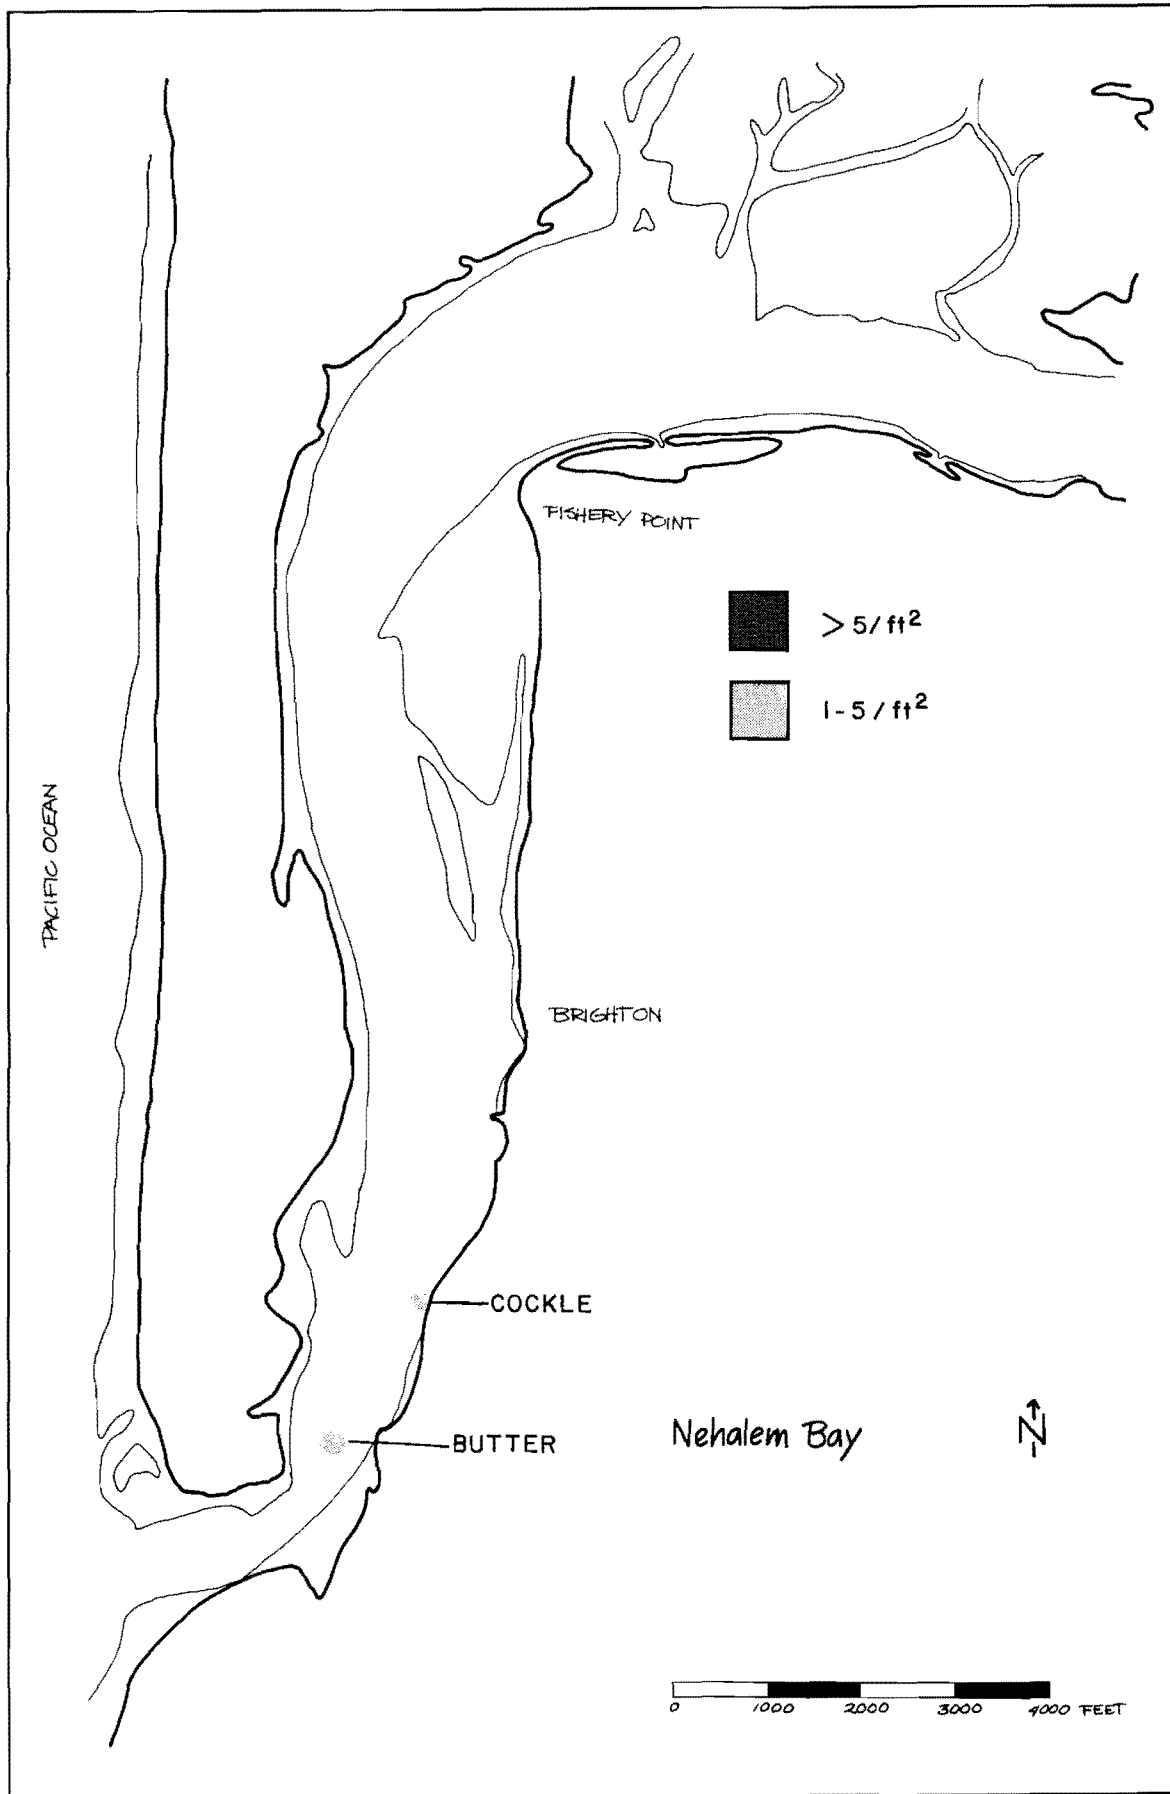 FISHERY POINT
> 5/ft²
1-5/ft²
PACIFIC OCEAN
BRIGHTON
COCKLE
BUTTER
Nehalem Bay
N
0 1000 2000 3000 4000 FEET